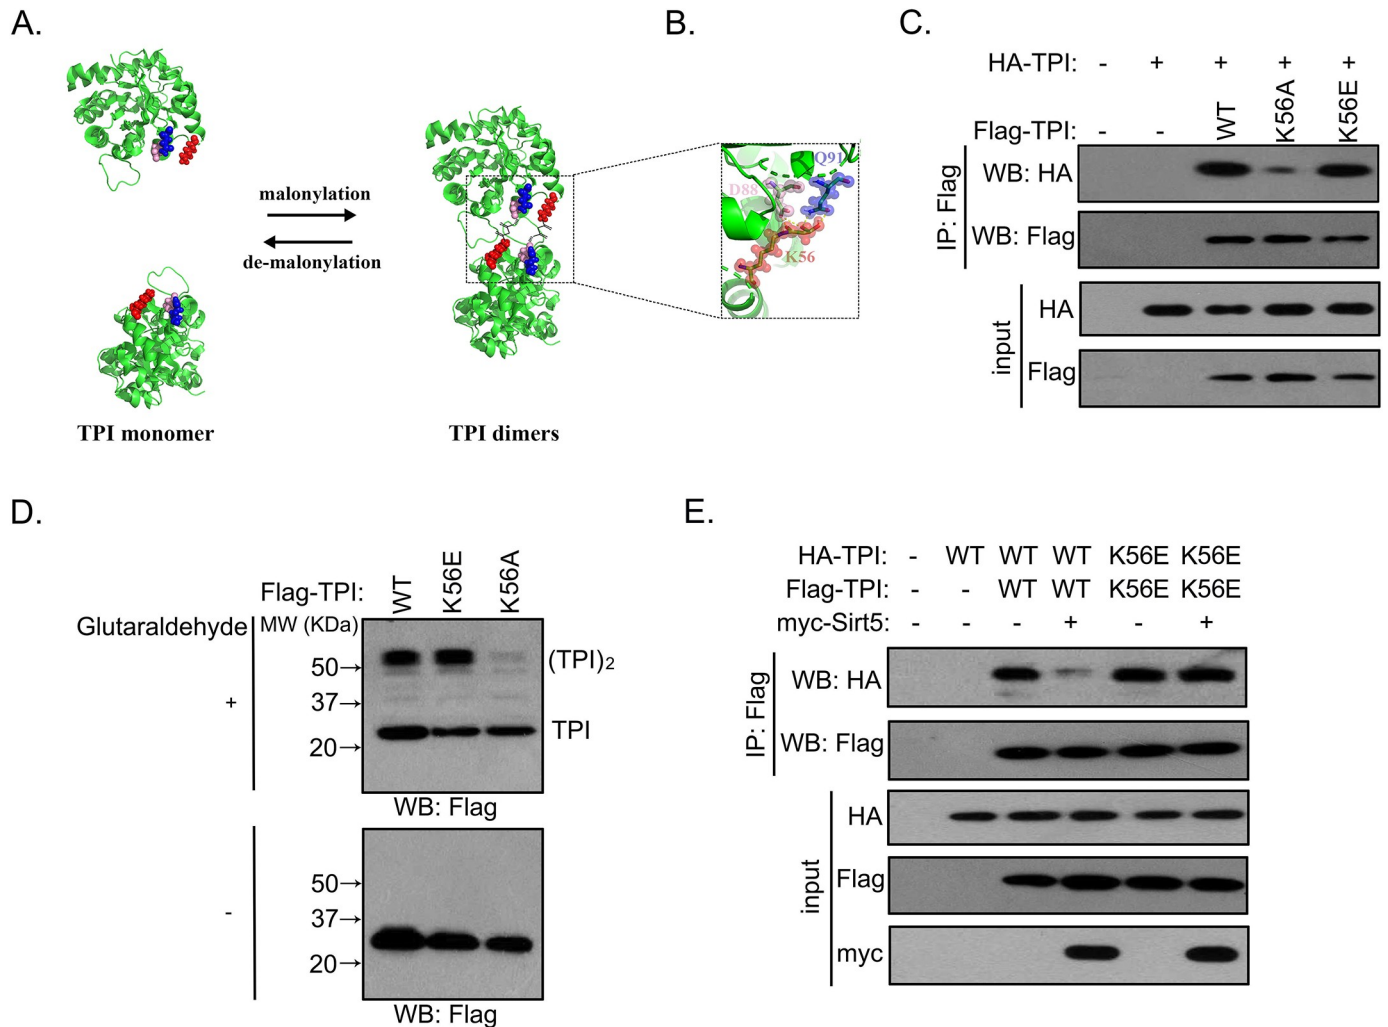 A.
malonylation
de-malonylation
TPI monomer
TPI dimers
B.
Q91
D88
K56
C.
HA-TPI: - + + + +
Flag-TPI: - - WT K56A K56E
IP: Flag
WB: HA
WB: Flag
input
HA
Flag
D.
Flag-TPI: WT K56E K56A
Glutaraldehyde MW (KDa)
+
50→ (TPI)2
37→
TPI
20→
WB: Flag
-
50→
37→
20→
WB: Flag
E.
HA-TPI: - WT WT WT K56E K56E
Flag-TPI: - - WT WT K56E K56E
myc-Sirt5: - - - + - +
IP: Flag
WB: HA
WB: Flag
input
HA
Flag
myc